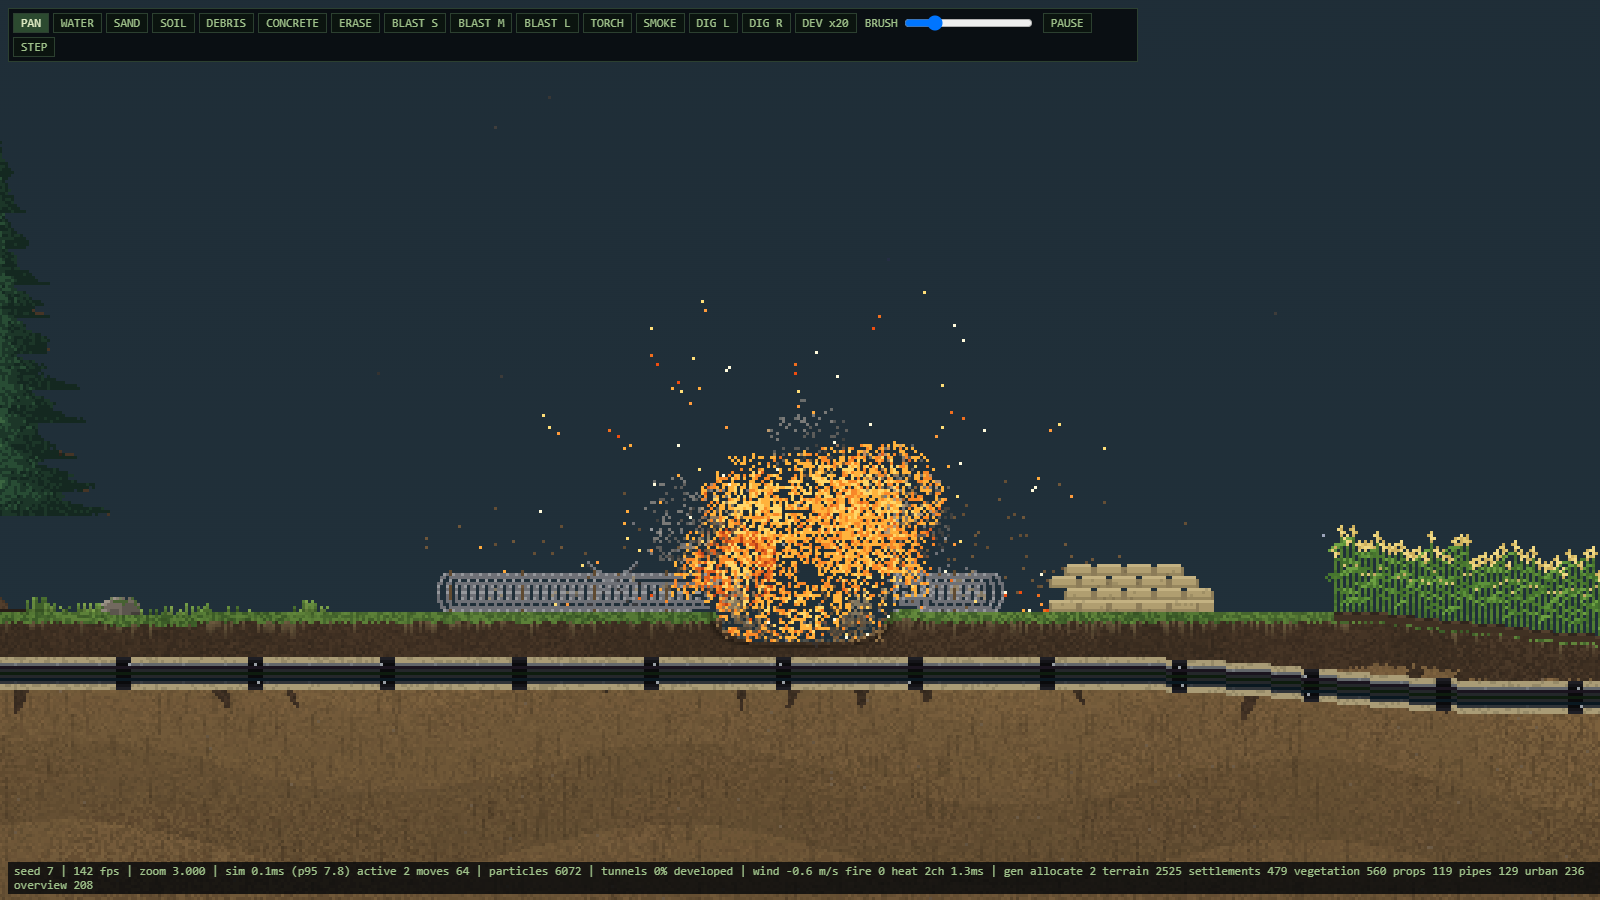 PAN WATER SAND SOIL DEBRIS CONCRETE ERASE BLAST S BLAST M BLAST L TORCH SMOKE DIG L DIG R DEV x20 BRUSH PAUSE
STEP
seed 7 | 142 fps | zoom 3.000 | sim 0.1ms (p95 7.8) active 2 moves 64 | particles 6072 | tunnels 0% developed | wind -0.6 m/s fire 0 heat 2ch 1.3ms | gen allocate 2 terrain 2525 settlements 479 vegetation 560 props 119 pipes 129 urban 236
overview 208